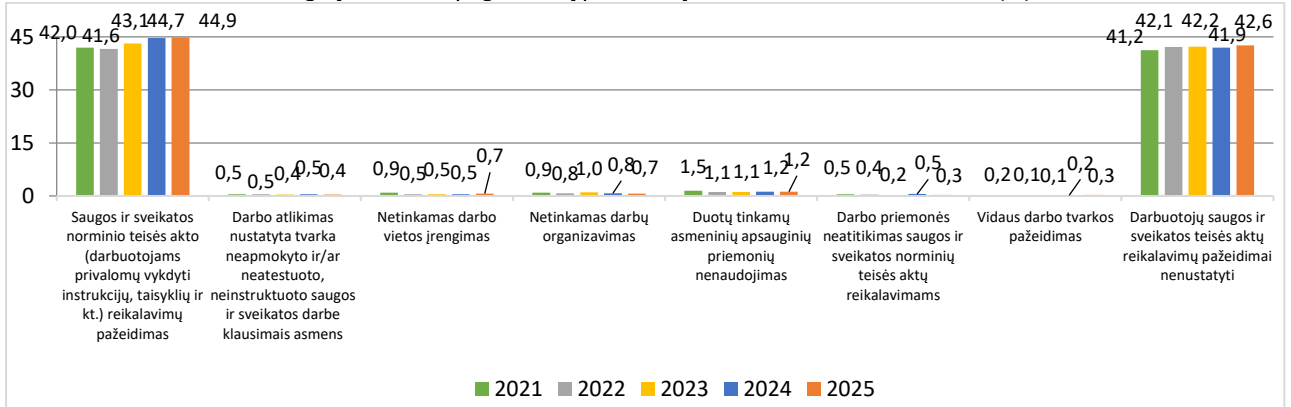 42,0 41,6 43,1 44,7 44,9
0,5 0,5 0,4 0,5 0,4
0,9 0,5 0,5 0,5 0,7
0,9 0,8 1,0 0,8 0,7
1,5 1,1 1,1 1,2 1,2
0,5 0,4 0,2 0,5 0,3
0,2 0,1 0,1 0,2 0,3
41,2 42,1 42,2 41,9 42,6
45
30
15
0
Saugos ir sveikatos
norminio teisės akto
(darbuotojams
privalomų vykdyti
instrukcijų, taisyklių ir
kt.) reikalavimų
pažeidimas
Darbo atlikimas
nustatyta tvarka
neapmokyto ir/ar
neatestuoto,
neinstruktuoto saugos
ir sveikatos darbe
klausimais asmens
Netinkamas darbo
vietos įrengimas
Netinkamas darbų
organizavimas
Duotų tinkamų
asmeninių apsauginių
priemonių
nenaudojimas
Darbo priemonės
neatitikimas saugos ir
sveikatos norminių
teisės aktų
reikalavimams
Vidaus darbo tvarkos
pažeidimas
Darbuotojų saugos ir
sveikatos teisės aktų
reikalavimų pažeidimai
nenustatyti
2021 2022 2023 2024 2025